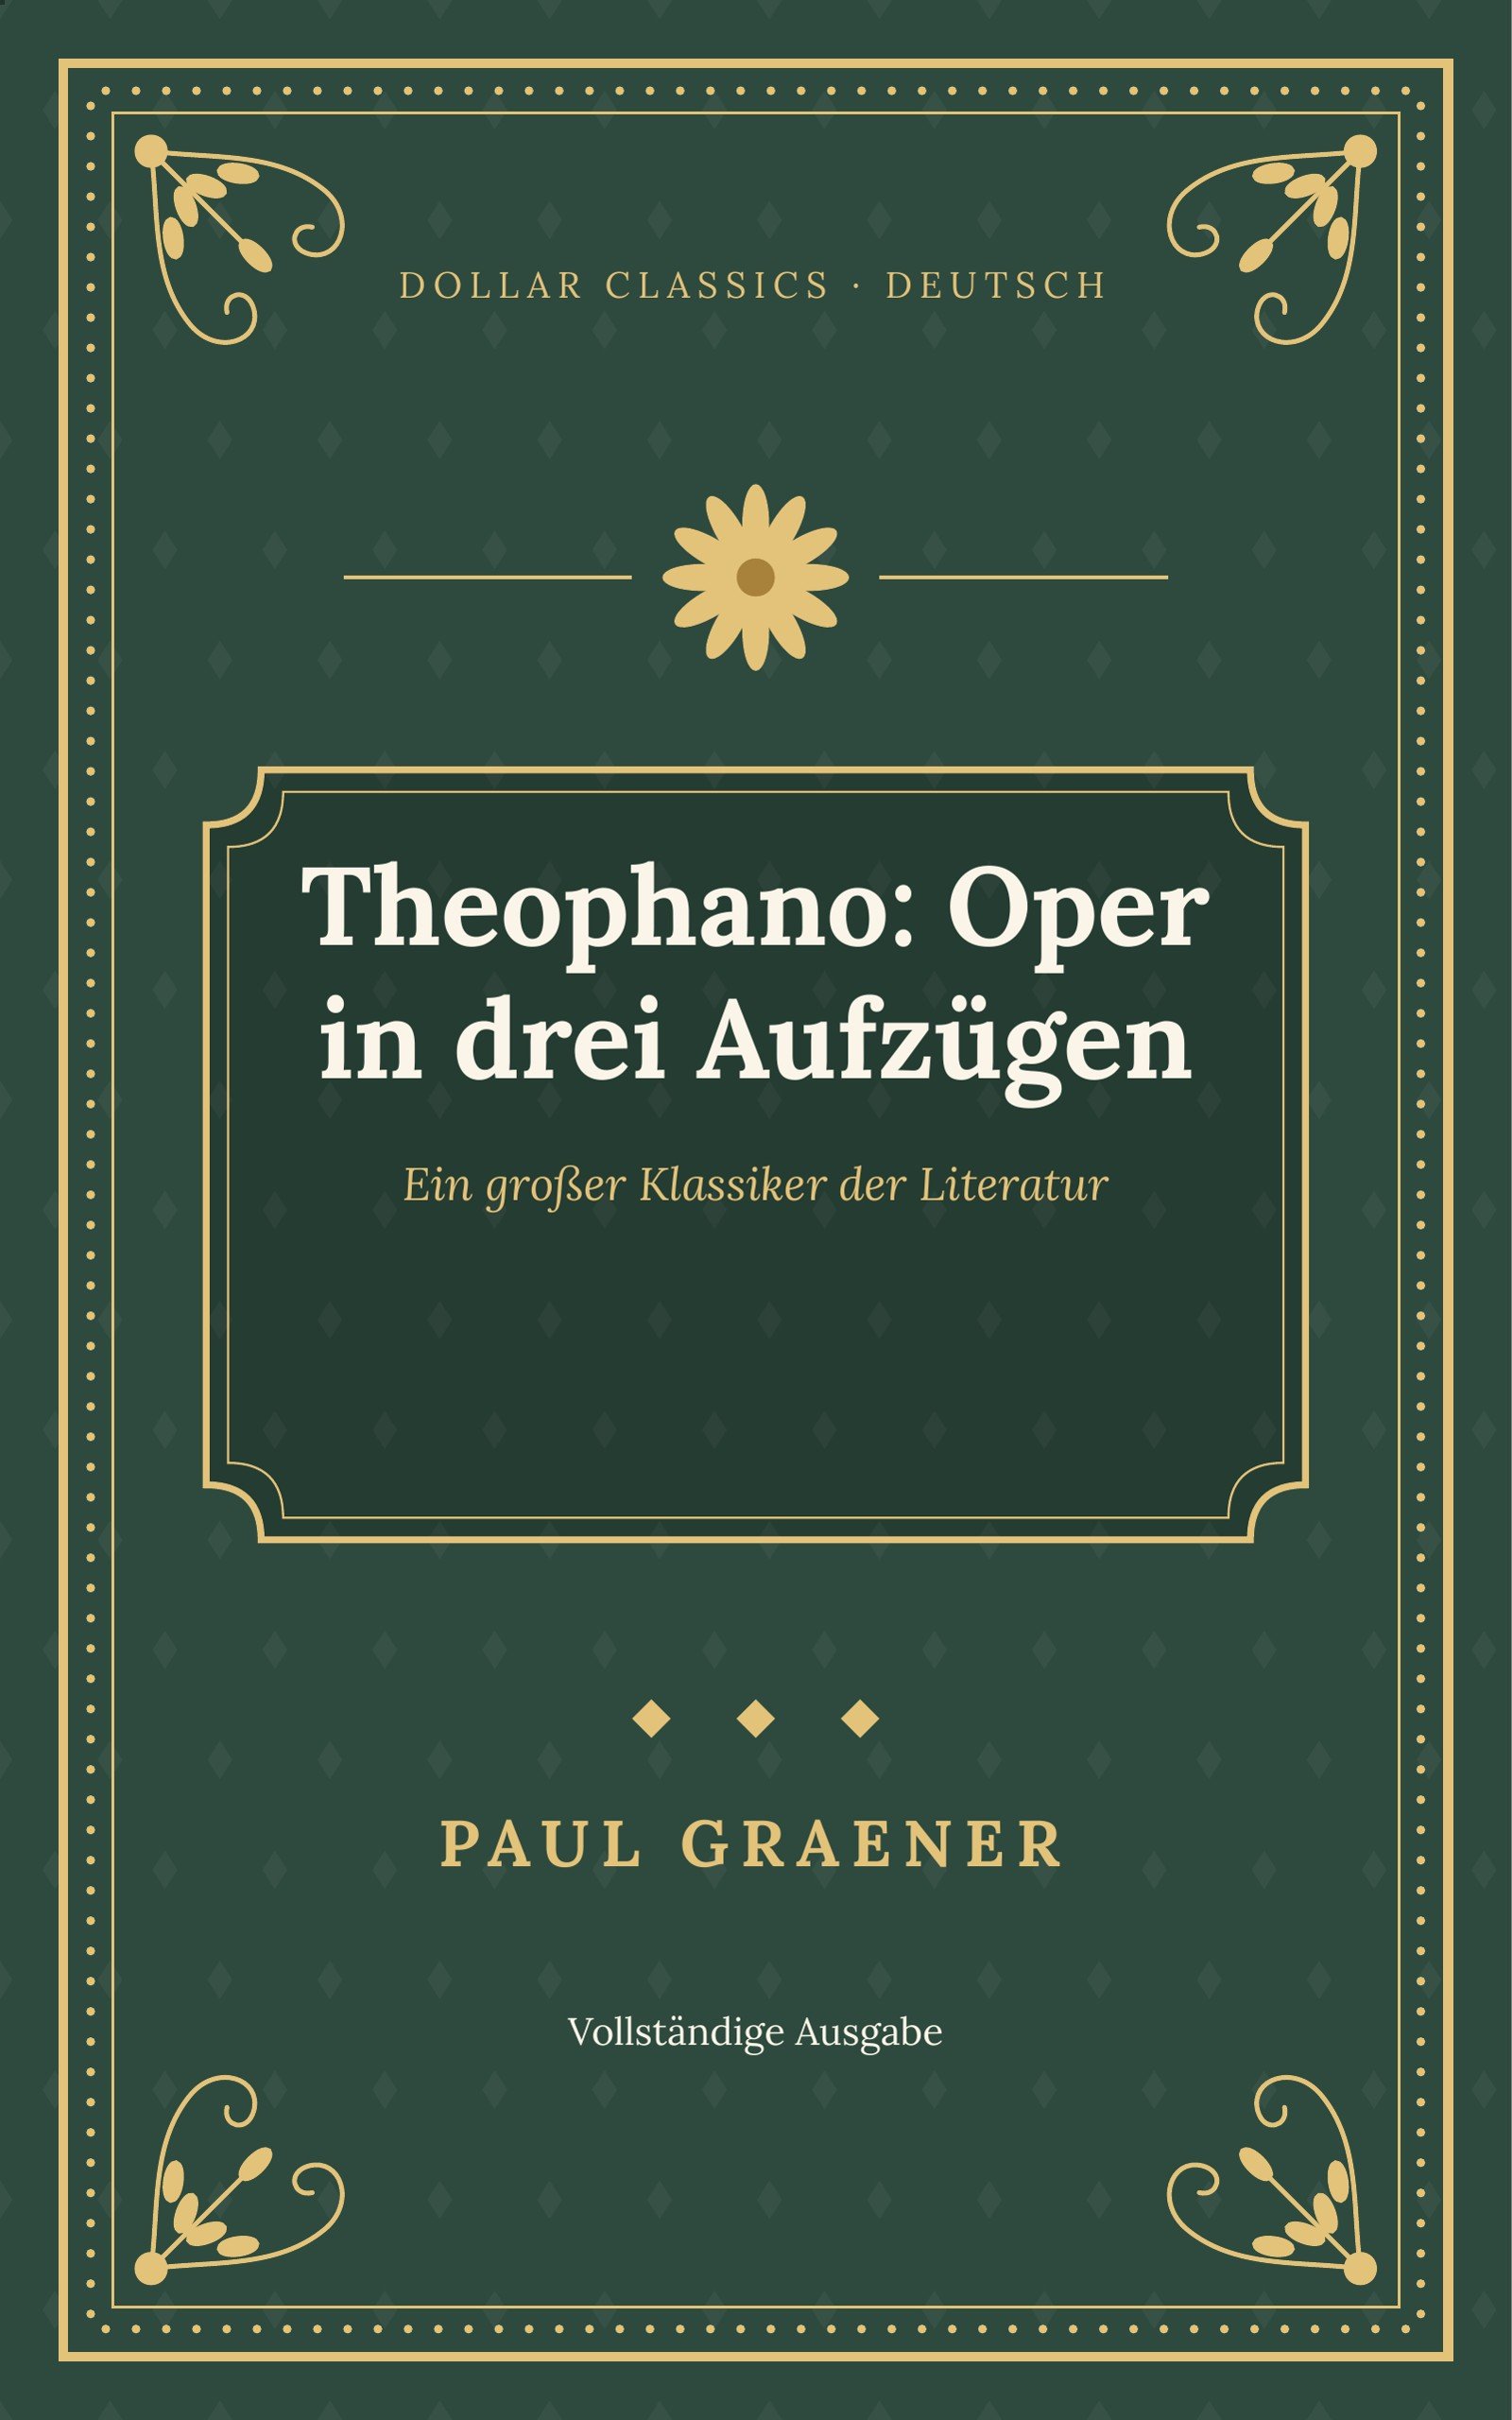 DOLLAR CLASSICS · DEUTSCH
Theophano: Oper
in drei Aufzügen
Ein großer Klassiker der Literatur
PAUL GRAENER
Vollständige Ausgabe